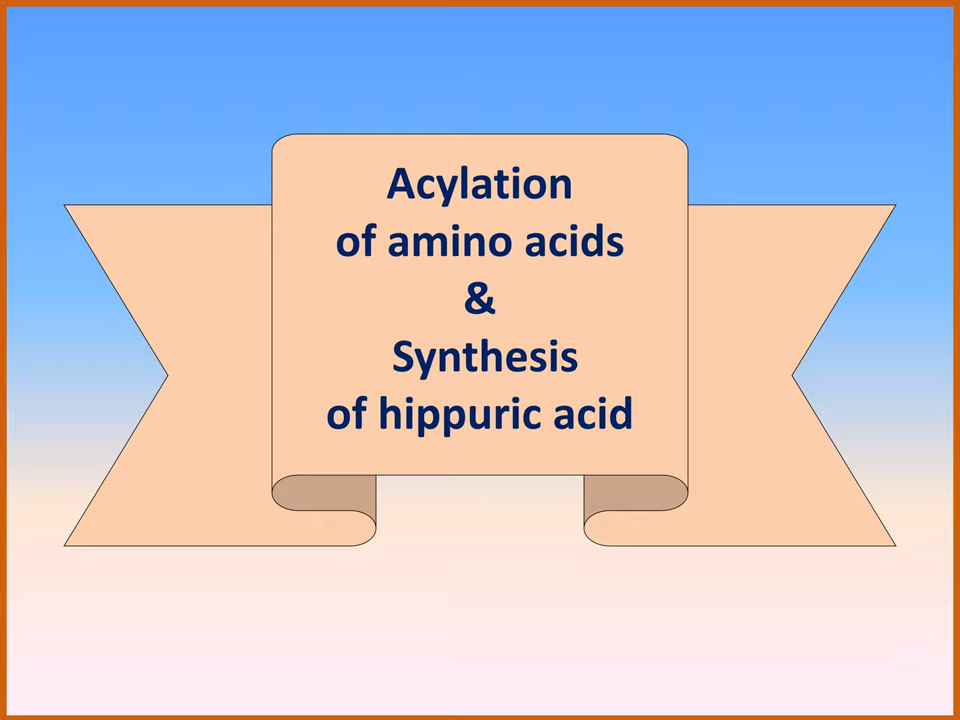 Acylation
of amino acids
&
Synthesis
of hippuric acid